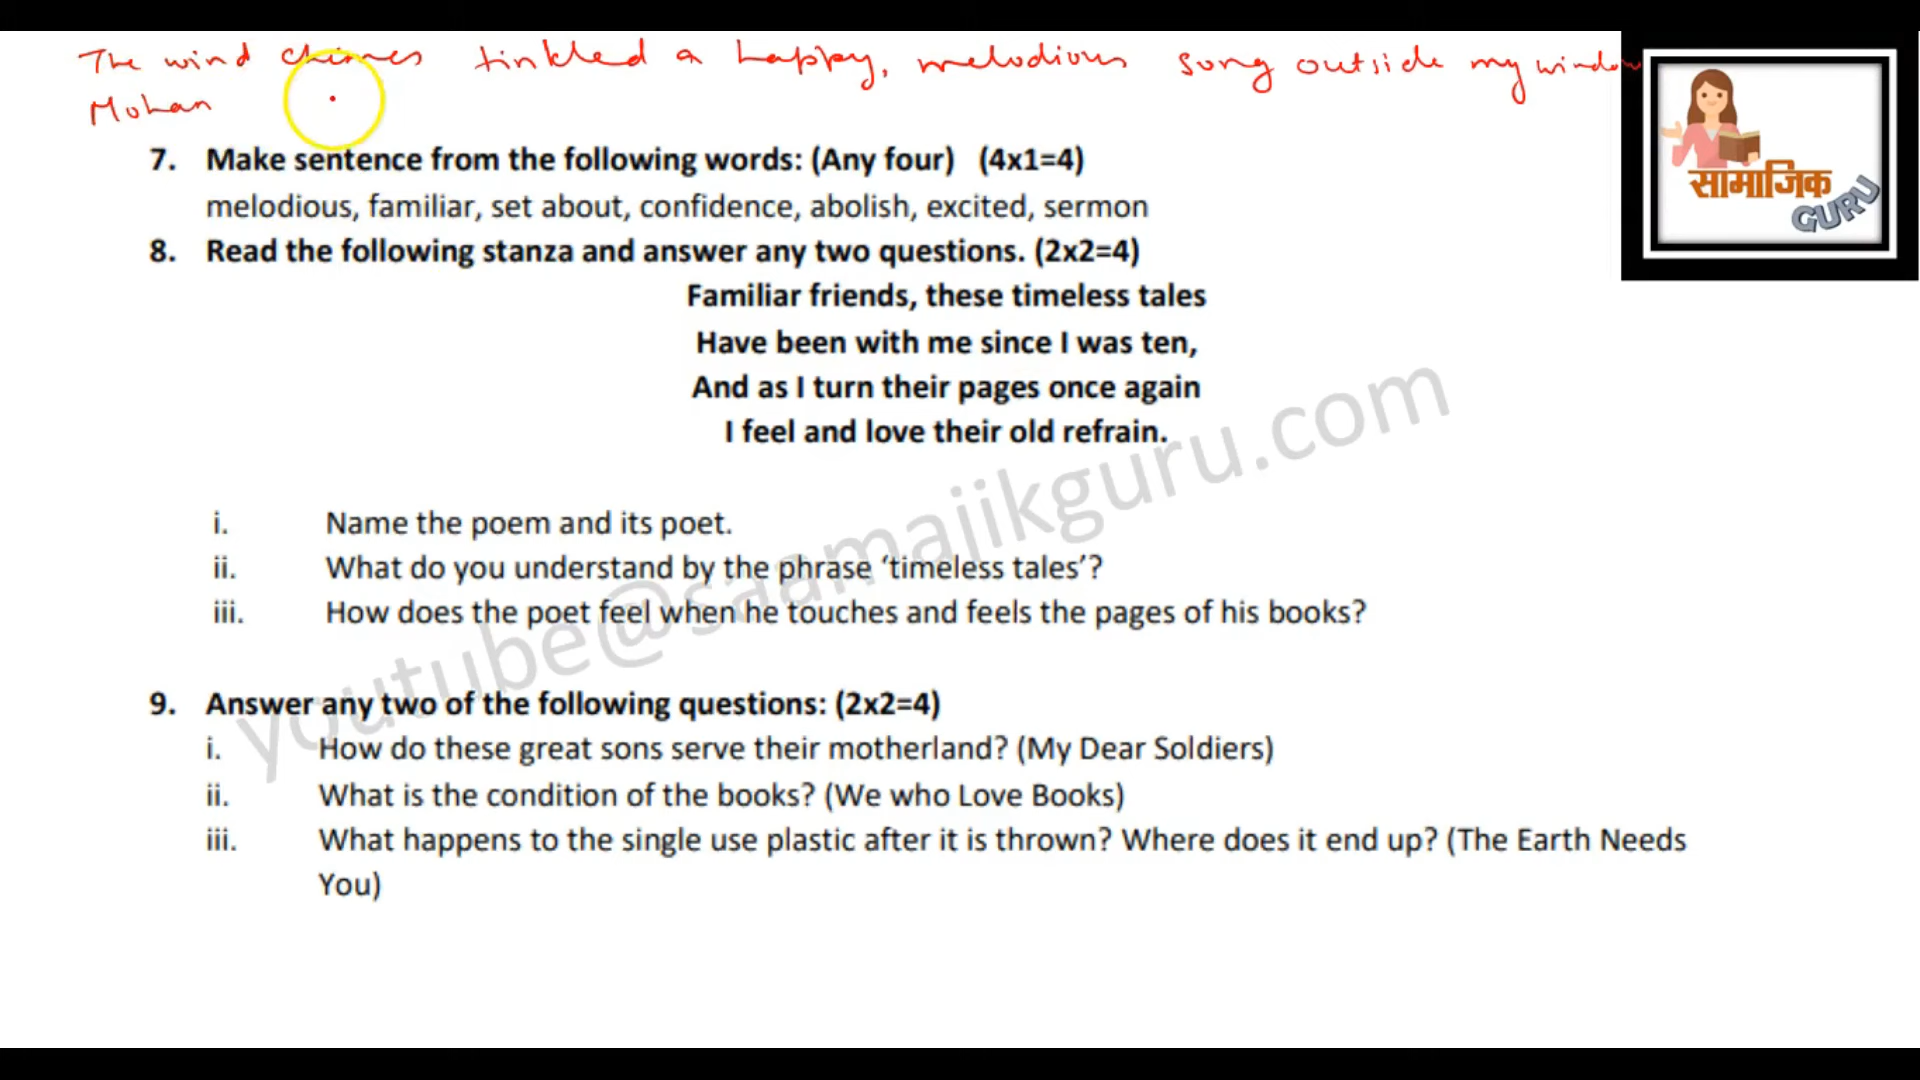 The wind chimes tinkled a happy, melodious song outside my window
Mohan
7. Make sentence from the following words: (Any four) (4x1=4)
melodious, familiar, set about, confidence, abolish, excited, sermon
8. Read the following stanza and answer any two questions. (2x2=4)
Familiar friends, these timeless tales
Have been with me since I was ten,
And as I turn their pages once again
I feel and love their old refrain.
i. Name the poem and its poet.
ii. What do you understand by the phrase ‘timeless tales’?
iii. How does the poet feel when he touches and feels the pages of his books?
9. Answer any two of the following questions: (2x2=4)
i. How do these great sons serve their motherland? (My Dear Soldiers)
ii. What is the condition of the books? (We who Love Books)
iii. What happens to the single use plastic after it is thrown? Where does it end up? (The Earth Needs
You)
youtube@saamajikguru.com
सामाजिक
GURU